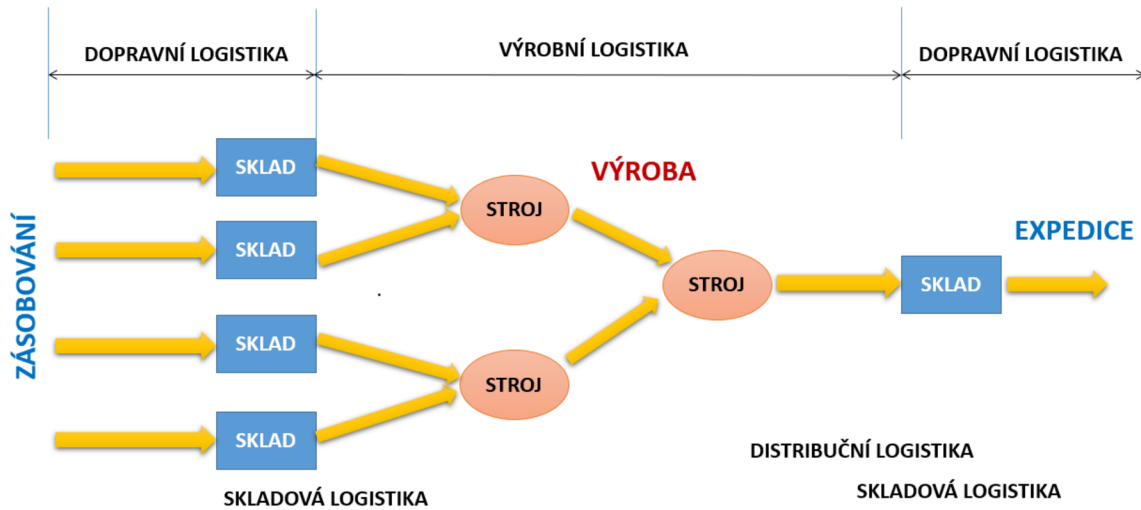 DOPRAVNÍ LOGISTIKA
VÝROBNÍ LOGISTIKA
DOPRAVNÍ LOGISTIKA
ZÁSOBOVÁNÍ
SKLAD
SKLAD
SKLAD
SKLAD
STROJ
STROJ
VÝROBA
STROJ
SKLAD
EXPEDICE
SKLADOVÁ LOGISTIKA
DISTRIBUČNÍ LOGISTIKA
SKLADOVÁ LOGISTIKA